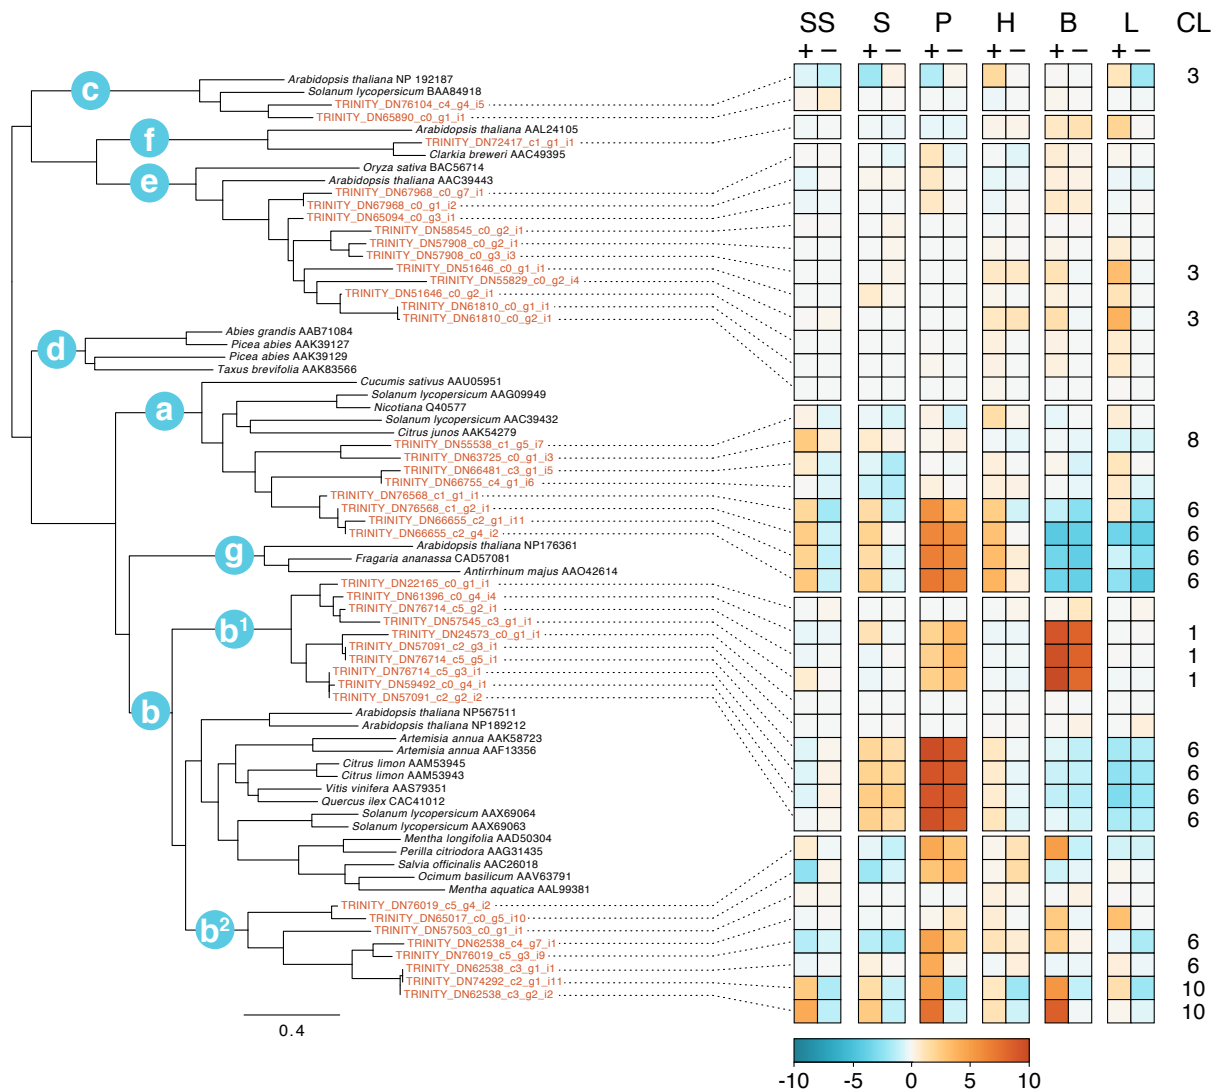 SS S P H B L CL
+ − + − + − + − + − + −
c
Arabidopsis thaliana NP 192187
3
Solanum lycopersicum BAA84918
TRINITY_DN76104_c4_g4_i5
TRINITY_DN65890_c0_g1_i1
f
Arabidopsis thaliana AAL24105
TRINITY_DN72417_c1_g1_i1
Clarkia breweri AAC49395
Oryza sativa BAC56714
e
Arabidopsis thaliana AAC39443
TRINITY_DN67968_c0_g7_i1
TRINITY_DN67968_c0_g1_i2
TRINITY_DN65094_c0_g3_i1
TRINITY_DN58545_c0_g2_i1
TRINITY_DN57908_c0_g2_i1
TRINITY_DN57908_c0_g3_i3
TRINITY_DN51646_c0_g1_i1
3
TRINITY_DN55829_c0_g2_i4
TRINITY_DN51646_c0_g2_i1
TRINITY_DN61810_c0_g1_i1
TRINITY_DN61810_c0_g2_i1
3
Abies grandis AAB71084
Picea abies AAK39127
d
Picea abies AAK39129
Taxus brevifolia AAK83566
Cucumis sativus AAU05951
Solanum lycopersicum AAG09949
a
Nicotiana Q40577
Solanum lycopersicum AAC39432
Citrus junos AAK54279
TRINITY_DN55538_c1_g5_i7
8
TRINITY_DN63725_c0_g1_i3
TRINITY_DN66481_c3_g1_i5
TRINITY_DN66755_c4_g1_i6
TRINITY_DN76568_c1_g1_i1
TRINITY_DN76568_c1_g2_i1
6
TRINITY_DN66655_c2_g1_i11
TRINITY_DN66655_c2_g4_i2
6
Arabidopsis thaliana NP176361
g
Fragaria ananassa CAD57081
6
Antirrhinum majus AAO42614
6
TRINITY_DN22165_c0_g1_i1
TRINITY_DN61396_c0_g4_i4
TRINITY_DN76714_c5_g2_i1
TRINITY_DN57545_c3_g1_i1
b1
TRINITY_DN24573_c0_g1_i1
1
TRINITY_DN57091_c2_g3_i1
TRINITY_DN76714_c5_g5_i1
1
TRINITY_DN76714_c5_g3_i1
1
TRINITY_DN59492_c0_g4_i1
TRINITY_DN57091_c2_g2_i2
b
Arabidopsis thaliana NP567511
Arabidopsis thaliana NP189212
Artemisia annua AAK58723
Artemisia annua AAF13356
6
Citrus limon AAM53945
Citrus limon AAM53943
6
Vitis vinifera AAS79351
6
Quercus ilex CAC41012
Solanum lycopersicum AAX69064
6
Solanum lycopersicum AAX69063
Mentha longifolia AAD50304
Perilla citriodora AAG31435
Salvia officinalis AAC26018
Ocimum basilicum AAV63791
Mentha aquatica AAL99381
TRINITY_DN76019_c5_g4_i2
TRINITY_DN65017_c0_g5_i10
b2
TRINITY_DN57503_c0_g1_i1
TRINITY_DN62538_c4_g7_i1
6
TRINITY_DN76019_c5_g3_i9
TRINITY_DN62538_c3_g1_i1
6
TRINITY_DN74292_c2_g1_i11
10
TRINITY_DN62538_c3_g2_i2
10
0.4
-10 -5 0 5 10